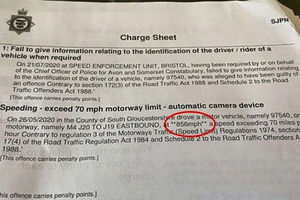 SJPN
Charge Sheet
1: Fail to give information relating to the identification of the driver / rider of a
vehicle when required
On 21/07/2020 at SPEED ENFORCEMENT UNIT, BRISTOL, having been required by or on behalf
of the Chief Officer of Police for Avon and Somerset Constabulary, failed to give information relating
to the identification of the driver of a vehicle, namely 97540, who was alleged to have been guilty of
an offence Contrary to section 172(3) of the Road Traffic Act 1988 and Schedule 2 to the Road
Traffic Offenders Act 1988.
[This offence carries penalty points.]
Speeding - exceed 70 mph motorway limit - automatic camera device
On 26/05/2020 in the County of South Gloucestershire drove a motor vehicle, namely 97540, on
motorway, namely M4 J20 TO J19 EASTBOUND, at **856mph** a speed exceeding 70 miles p
hour Contrary to regulation 3 of the Motorways Traffic (Speed Limit) Regulations 1974, section
17(4) of the Road Traffic Regulation Act 1984 and Schedule 2 to the Road Traffic Offenders A
1988.
[This offence carries penalty points.]